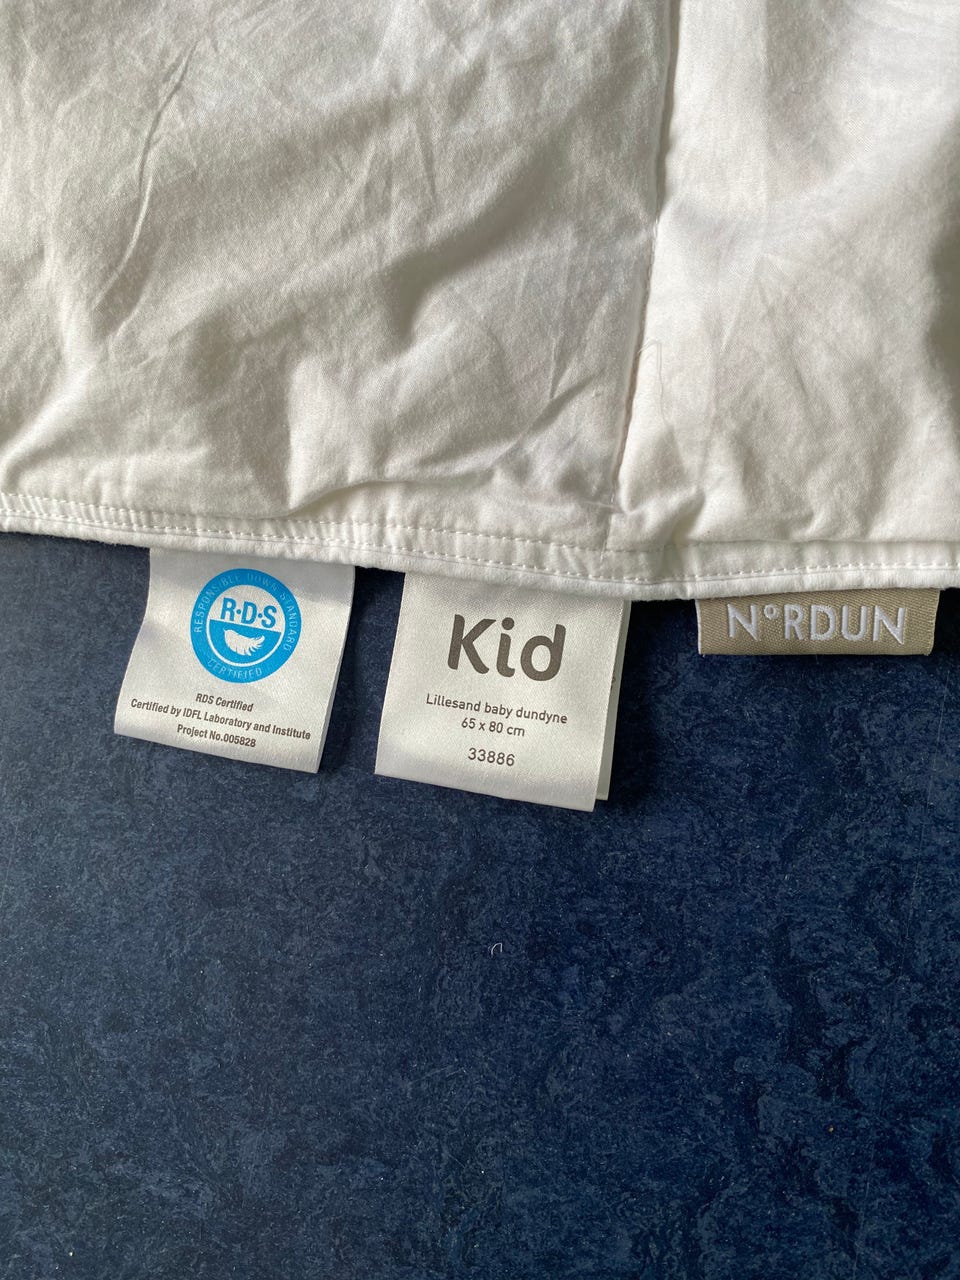 RESPONSIBLE DOWN STANDARD
R·D·S
CERTIFIED
RDS Certified
Certified by IDFL Laboratory and Institute
Project No.005828
Kid
Lillesand baby dundyne
65 x 80 cm
33886
N°RDUN